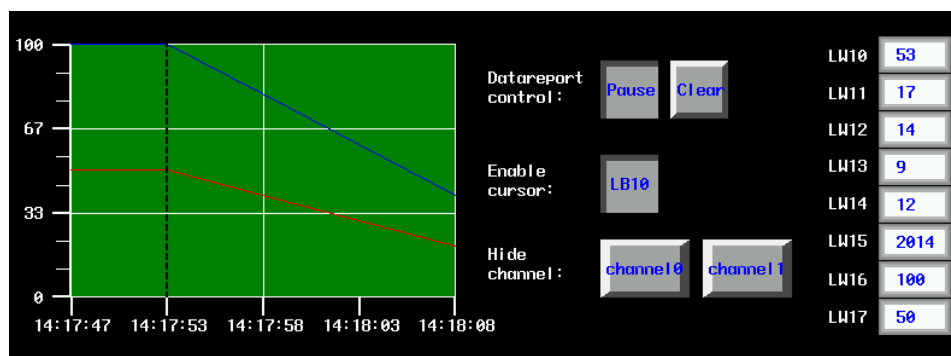 100
67
33
0
14:17:47 14:17:53 14:17:58 14:18:03 14:18:08
Datareport
control:
Pause Clear
Enable
cursor:
LB10
Hide
channel:
channel0 channel1
LW10 53
LW11 17
LW12 14
LW13 9
LW14 12
LW15 2014
LW16 100
LW17 50